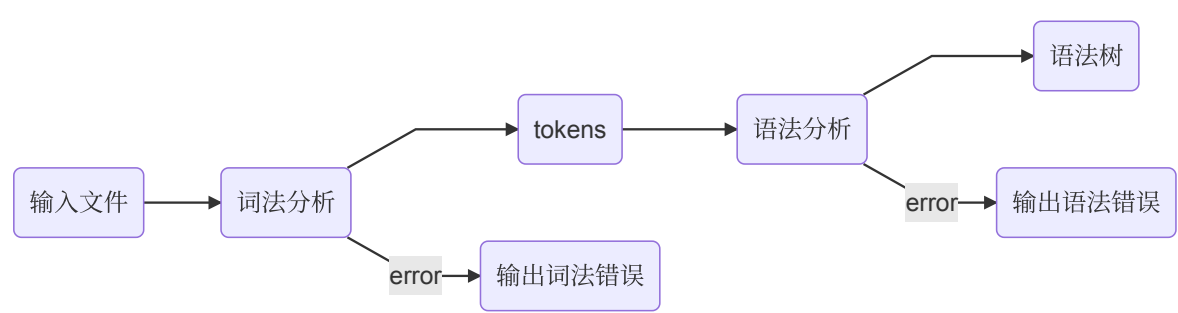 输入文件
词法分析
tokens
error
输出词法错误
语法分析
语法树
error
输出语法错误